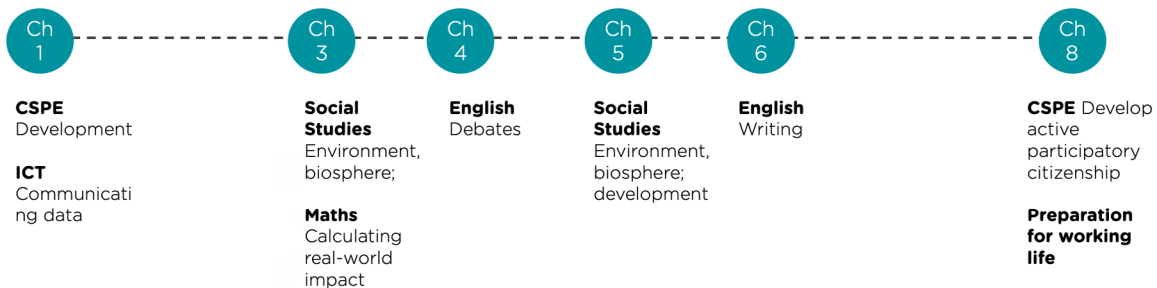 Ch
1
Ch
3
Ch
4
Ch
5
Ch
6
Ch
8
CSPE
Development
ICT
Communicati
ng data
Social
Studies
Environment,
biosphere;
Maths
Calculating
real-world
impact
English
Debates
Social
Studies
Environment,
biosphere;
development
English
Writing
CSPE Develop
active
participatory
citizenship
Preparation
for working
life